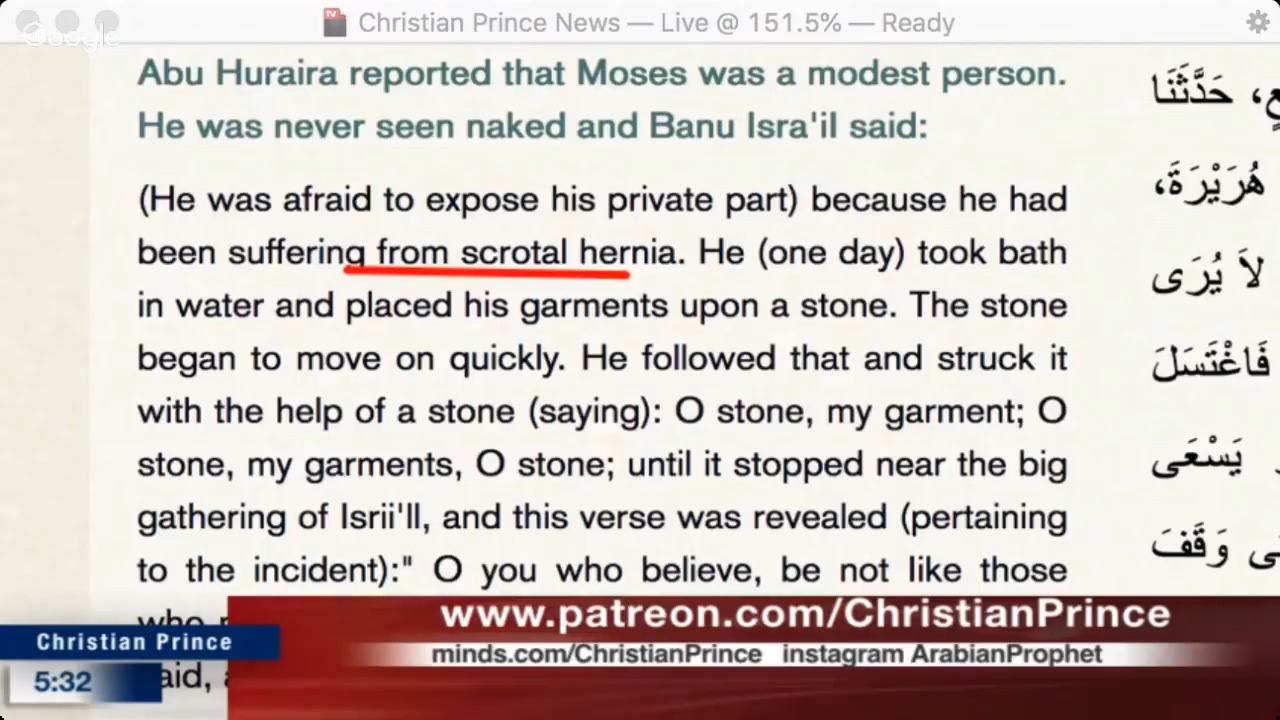 Christian Prince News — Live @ 151.5% — Ready
TV
Google
Abu Huraira reported that Moses was a modest person.
He was never seen naked and Banu Isra'il said:
(He was afraid to expose his private part) because he had
been suffering from scrotal hernia. He (one day) took bath
in water and placed his garments upon a stone. The stone
began to move on quickly. He followed that and struck it
with the help of a stone (saying): O stone, my garment; O
stone, my garments, O stone; until it stopped near the big
gathering of Isrii'll, and this verse was revealed (pertaining
to the incident):" O you who believe, be not like those
who
حَدَّثَنَا
هُرَيْرَةَ،
لاَ يُرَى
فَاغْتَسَلَ
يَسْعَى
وَقَفَ
www.patreon.com/ChristianPrince
Christian Prince
minds.com/ChristianPrince instagram ArabianProphet
5:32